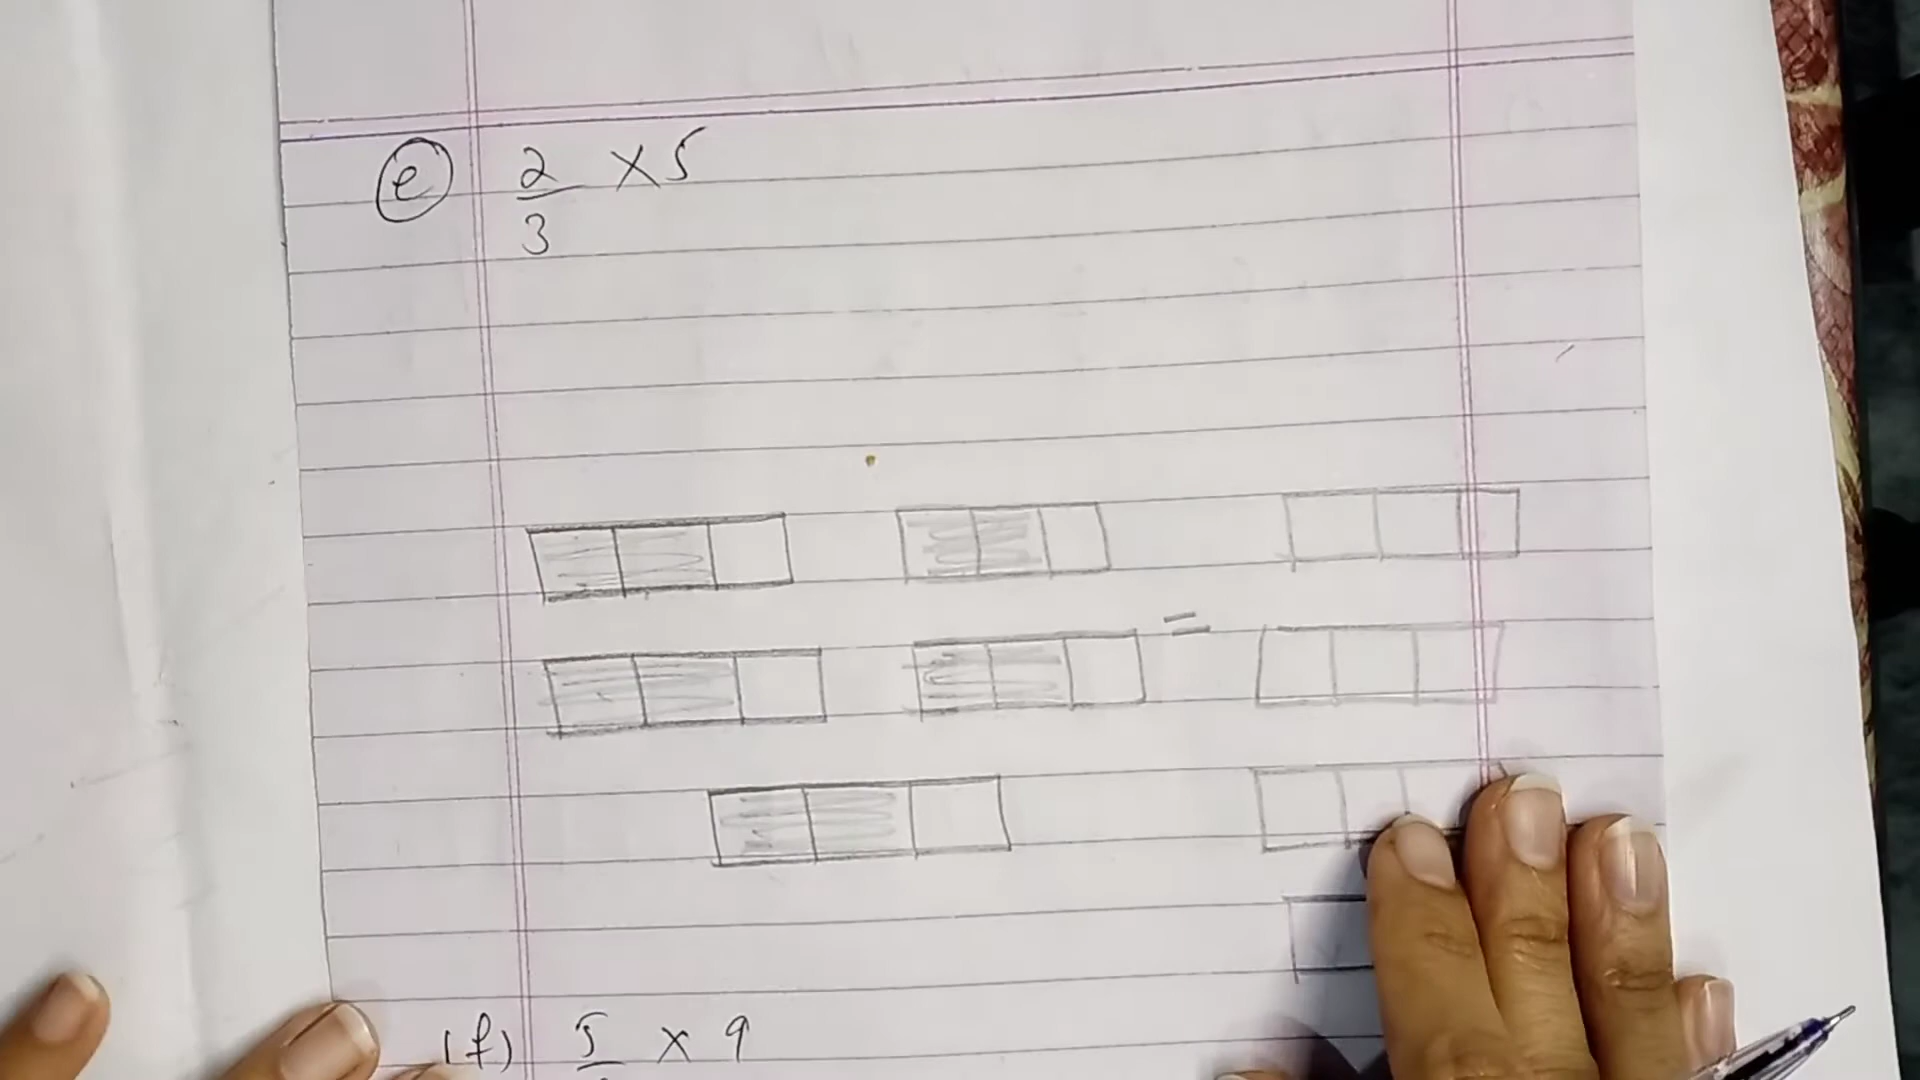 (e) 2/3 × 5
=
(f) 5 × 9